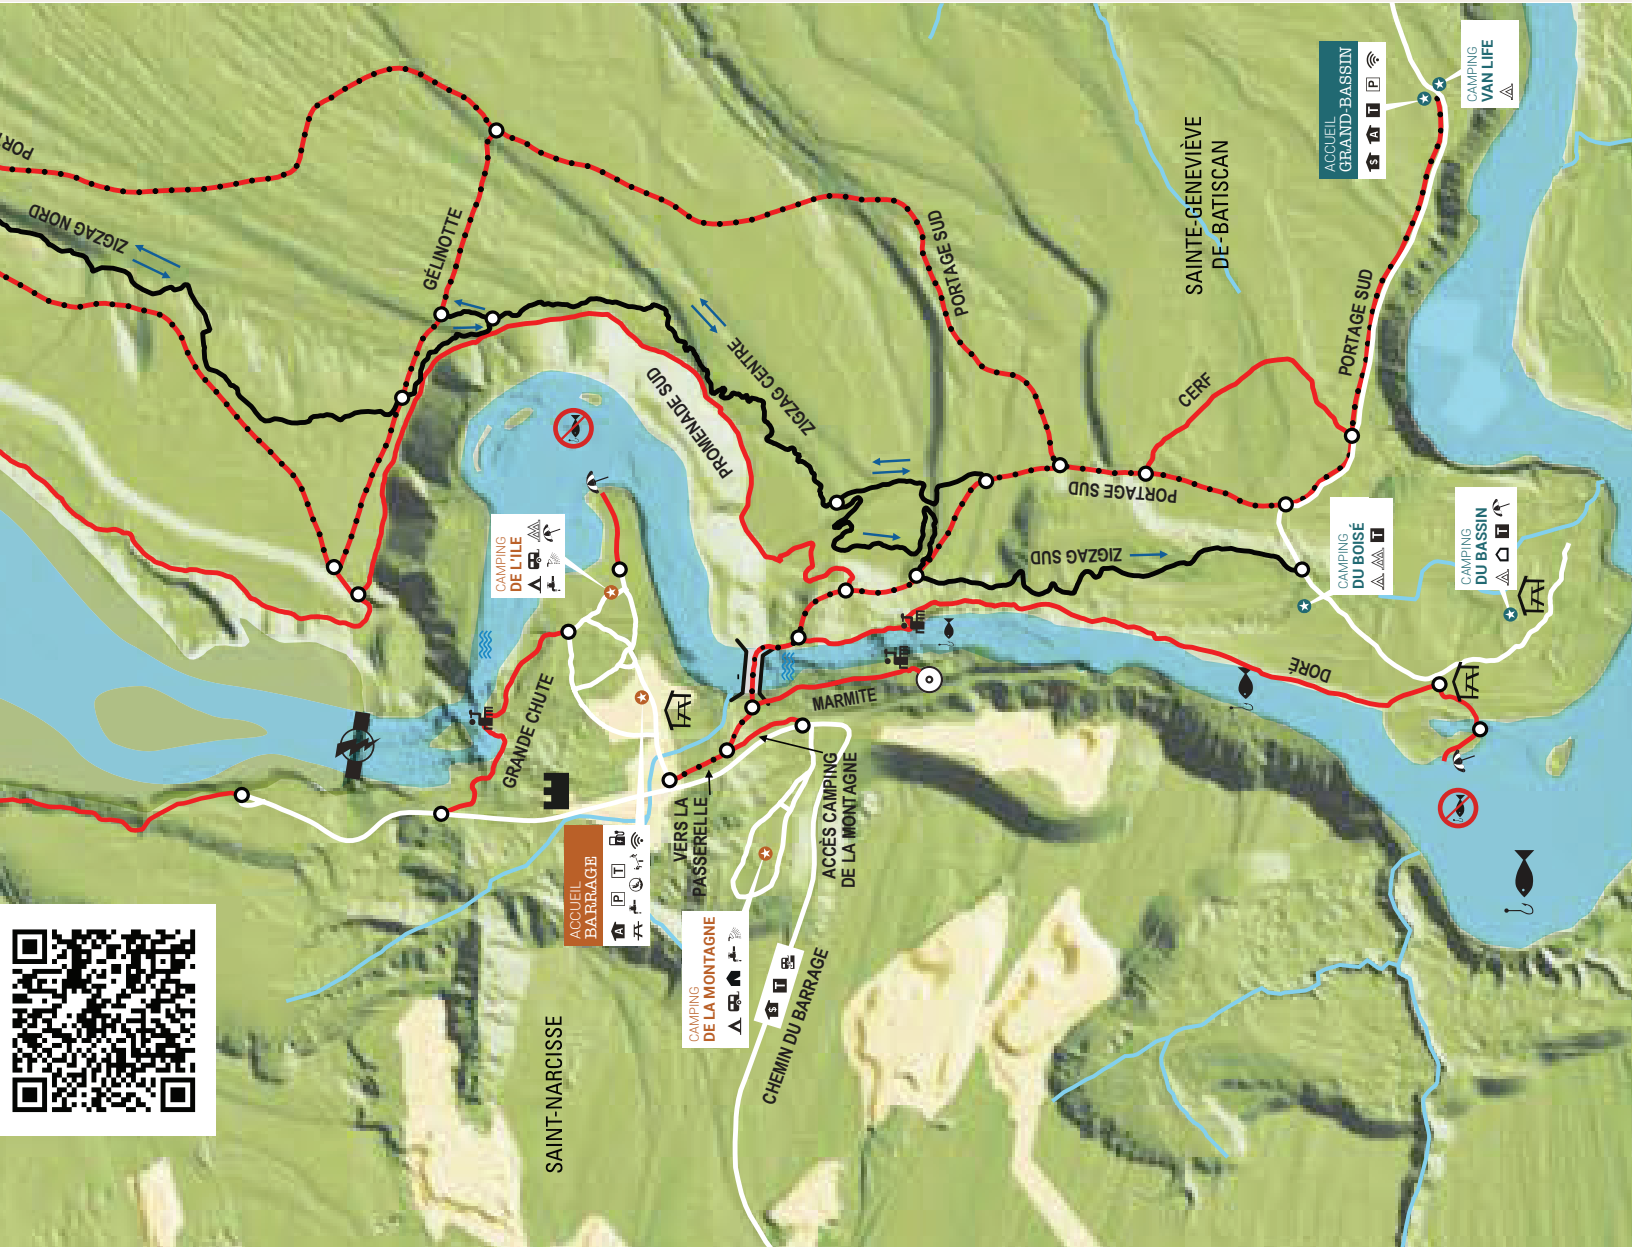 PORT
ZIGZAG NORD
GÉLINOTTE
ZIGZAG CENTRE
PROMENADE SUD
PORTAGE SUD
SAINTE-GENEVIÈVE
DE-BATISCAN
ACCUEIL
GRAND-BASSIN
$ A T P
CAMPING
VAN LIFE
PORTAGE SUD
CERF
PORTAGE SUD
ZIGZAG SUD
CAMPING
DU BOISÉ
T
CAMPING
DU BASSIN
T
CAMPING
DE L'ILE
GRANDE CHUTE
MARMITE
DORÉ
VERS LA
PASSERELLE
ACCÈS CAMPING
DE LA MONTAGNE
ACCUEIL
BARRAGE
A P T
CAMPING
DE LA MONTAGNE
$ T
CHEMIN DU BARRAGE
SAINT-NARCISSE